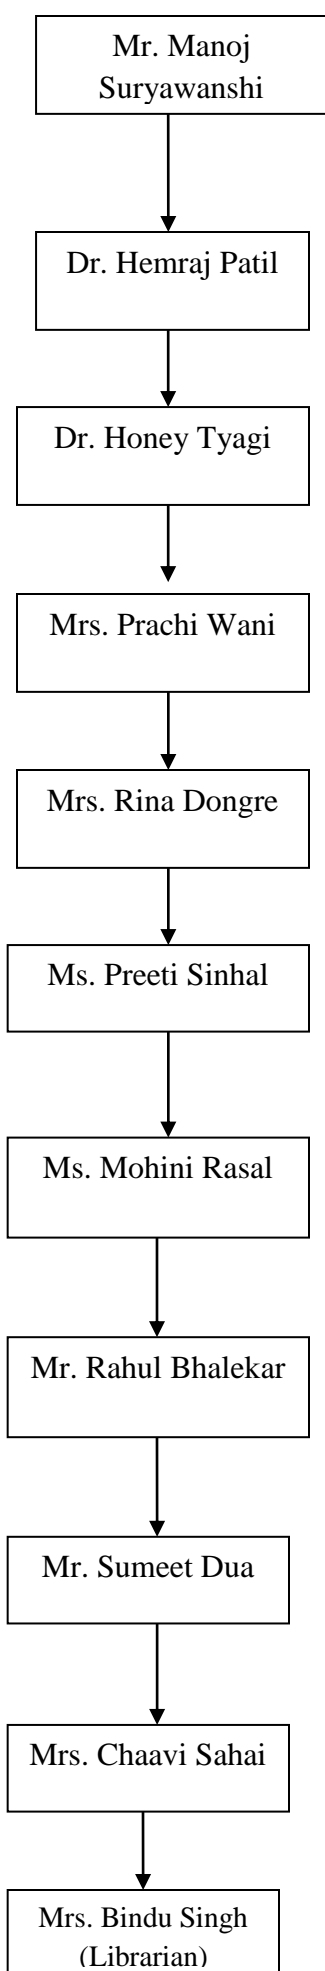 Mr. Manoj
Suryawanshi
Dr. Hemraj Patil
Dr. Honey Tyagi
Mrs. Prachi Wani
Mrs. Rina Dongre
Ms. Preeti Sinhal
Ms. Mohini Rasal
Mr. Rahul Bhalekar
Mr. Sumeet Dua
Mrs. Chaavi Sahai
Mrs. Bindu Singh
(Librarian)